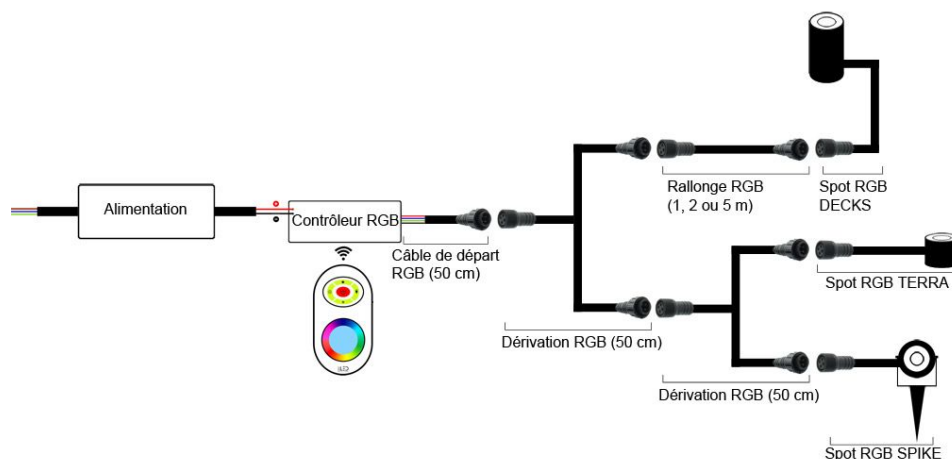 Alimentation
Contrôleur RGB
Câble de départ
RGB (50 cm)
Dérivation RGB (50 cm)
Rallonge RGB
(1, 2 ou 5 m)
Spot RGB
DECKS
Spot RGB TERRA
Dérivation RGB (50 cm)
Spot RGB SPIKE